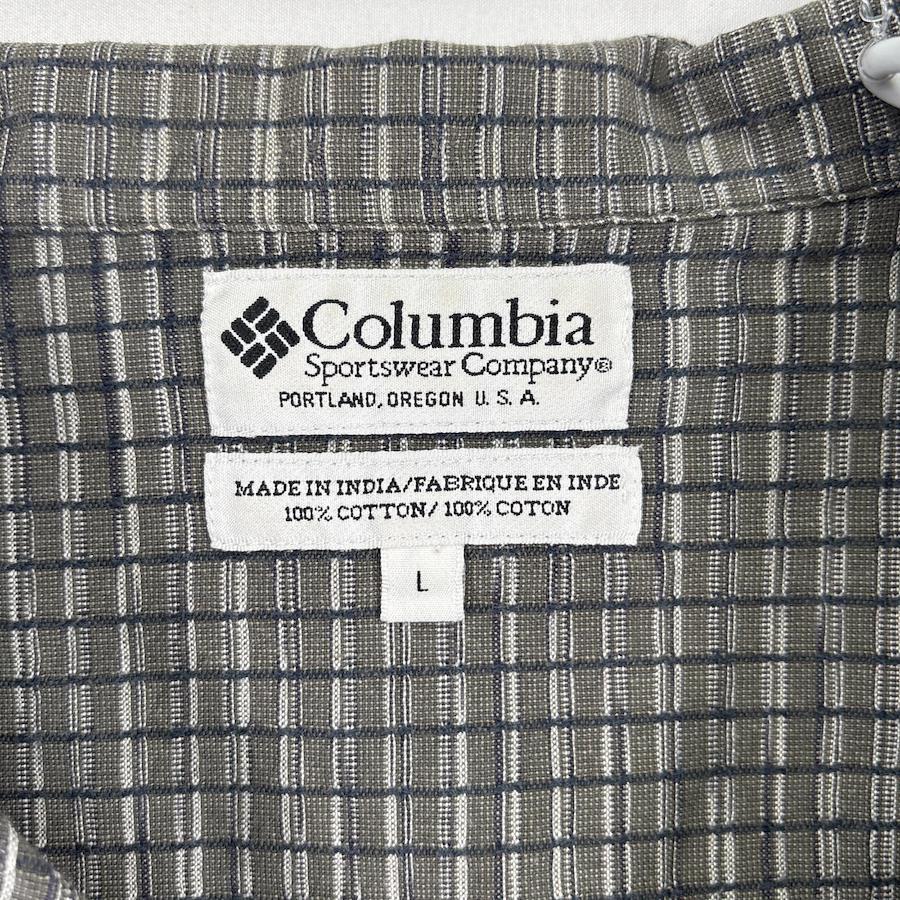 Columbia
Sportswear Company®
PORTLAND, OREGON U. S. A.
MADE IN INDIA/FABRIQUE EN INDE
100% COTTON/ 100% COTON
L